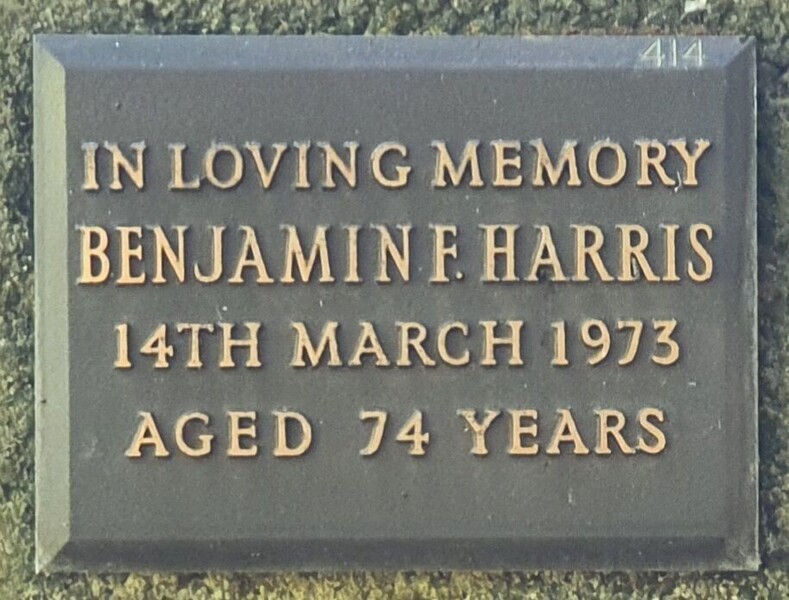 414
IN LOVING MEMORY
BENJAMIN F. HARRIS
14TH MARCH 1973
AGED 74 YEARS